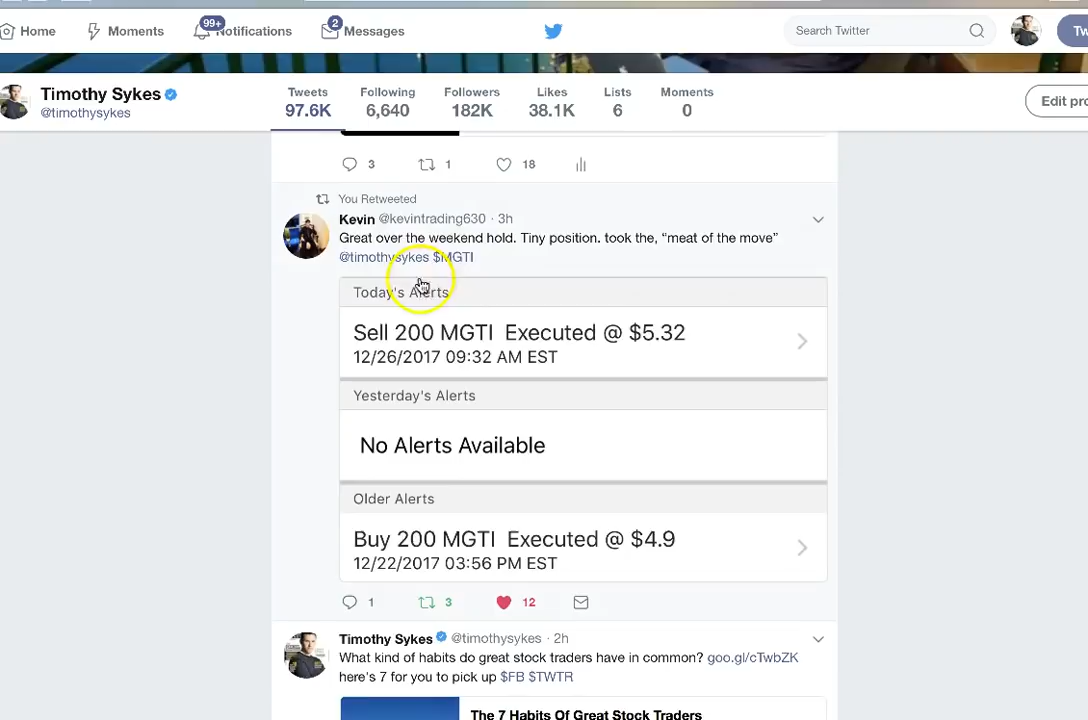 Home
Moments
99+
Notifications
2
Messages
Search Twitter
Timothy Sykes
@timothysykes
Tweets
97.6K
Following
6,640
Followers
182K
Likes
38.1K
Lists
6
Moments
0
Edit pro
3
1
18
You Retweeted
Kevin @kevintrading630 · 3h
Great over the weekend hold. Tiny position. took the, “meat of the move”
@timothysykes $MGTI
Today's Alerts
Sell 200 MGTI Executed @ $5.32
12/26/2017 09:32 AM EST
Yesterday's Alerts
No Alerts Available
Older Alerts
Buy 200 MGTI Executed @ $4.9
12/22/2017 03:56 PM EST
1
3
12
Timothy Sykes @timothysykes · 2h
What kind of habits do great stock traders have in common? goo.gl/cTwbZK
here's 7 for you to pick up $FB $TWTR
The 7 Habits Of Great Stock Traders